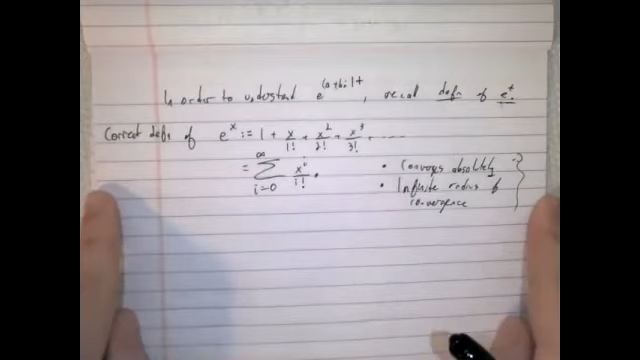 In order to understand e^{(a+bi)t}, recall defn of e^t.
Correct defn of e^x := 1 + x/1! + x^2/2! + x^3/3! + ......
= ∑_{i=0}^{∞} x^i/i! .
• Converges absolutely
• Infinite radius of
convergence